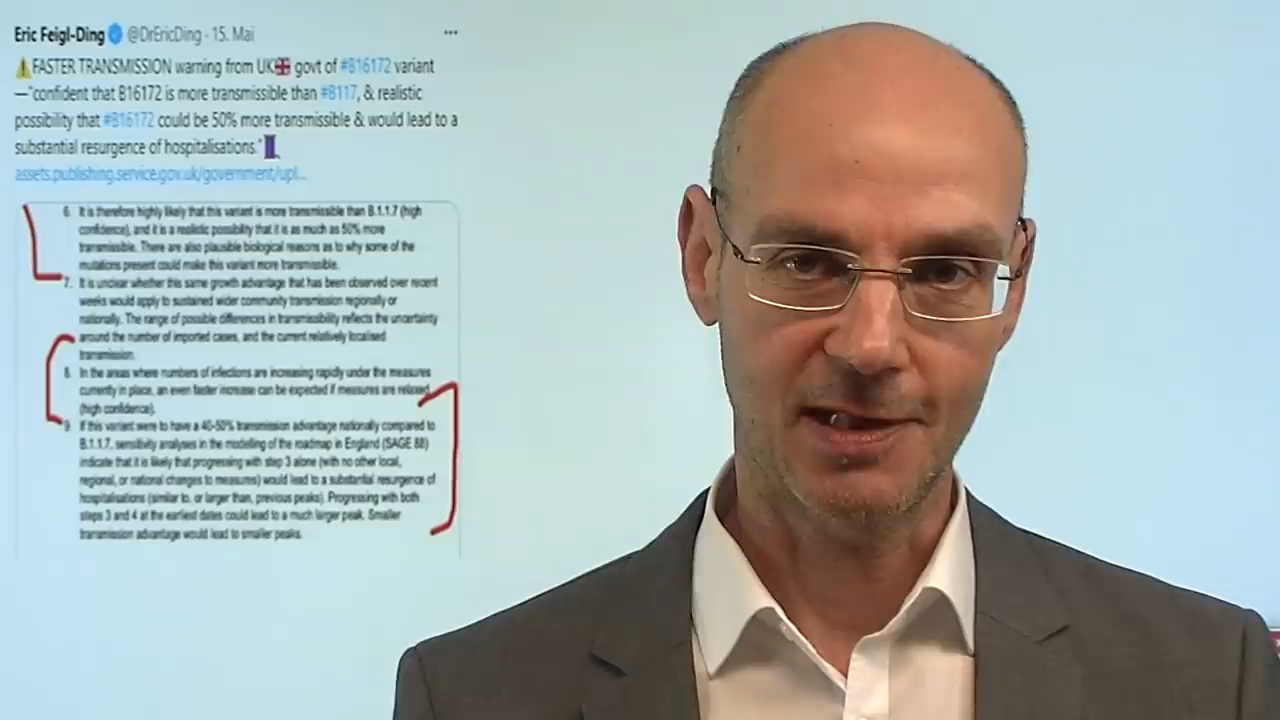 Eric Feigl-Ding @DrEricDing · 15. Mai
⚠️FASTER TRANSMISSION warning from UK🇬🇧 govt of #B16172 variant
—"confident that B16172 is more transmissible than #B117, & realistic
possibility that #B16172 could be 50% more transmissible & would lead to a
substantial resurgence of hospitalisations."🧵
assets.publishing.service.gov.uk/government/upl...
6. It is therefore highly likely that this variant is more transmissible than B.1.1.7 (high
confidence), and it is a realistic possibility that it is as much as 50% more
transmissible. There are also plausible biological reasons as to why some of the
mutations present could make this variant more transmissible.
7. It is unclear whether this same growth advantage that has been observed over recent
weeks would apply to sustained wider community transmission regionally or
nationally. The range of possible differences in transmissibility reflects the uncertainty
around the number of imported cases, and the current relatively localised
transmission.
8. In the areas where numbers of infections are increasing rapidly under the measures
currently in place, an even faster increase can be expected if measures are relaxed
(high confidence).
9. If this variant were to have a 40-50% transmission advantage nationally compared to
B.1.1.7, sensitivity analyses in the modelling of the roadmap in England (SAGE 88)
indicate that it is likely that progressing with step 3 alone (with no other local,
regional, or national changes to measures) would lead to a substantial resurgence of
hospitalisations (similar to, or larger than, previous peaks). Progressing with both
steps 3 and 4 at the earliest dates could lead to a much larger peak. Smaller
transmission advantage would lead to smaller peaks.